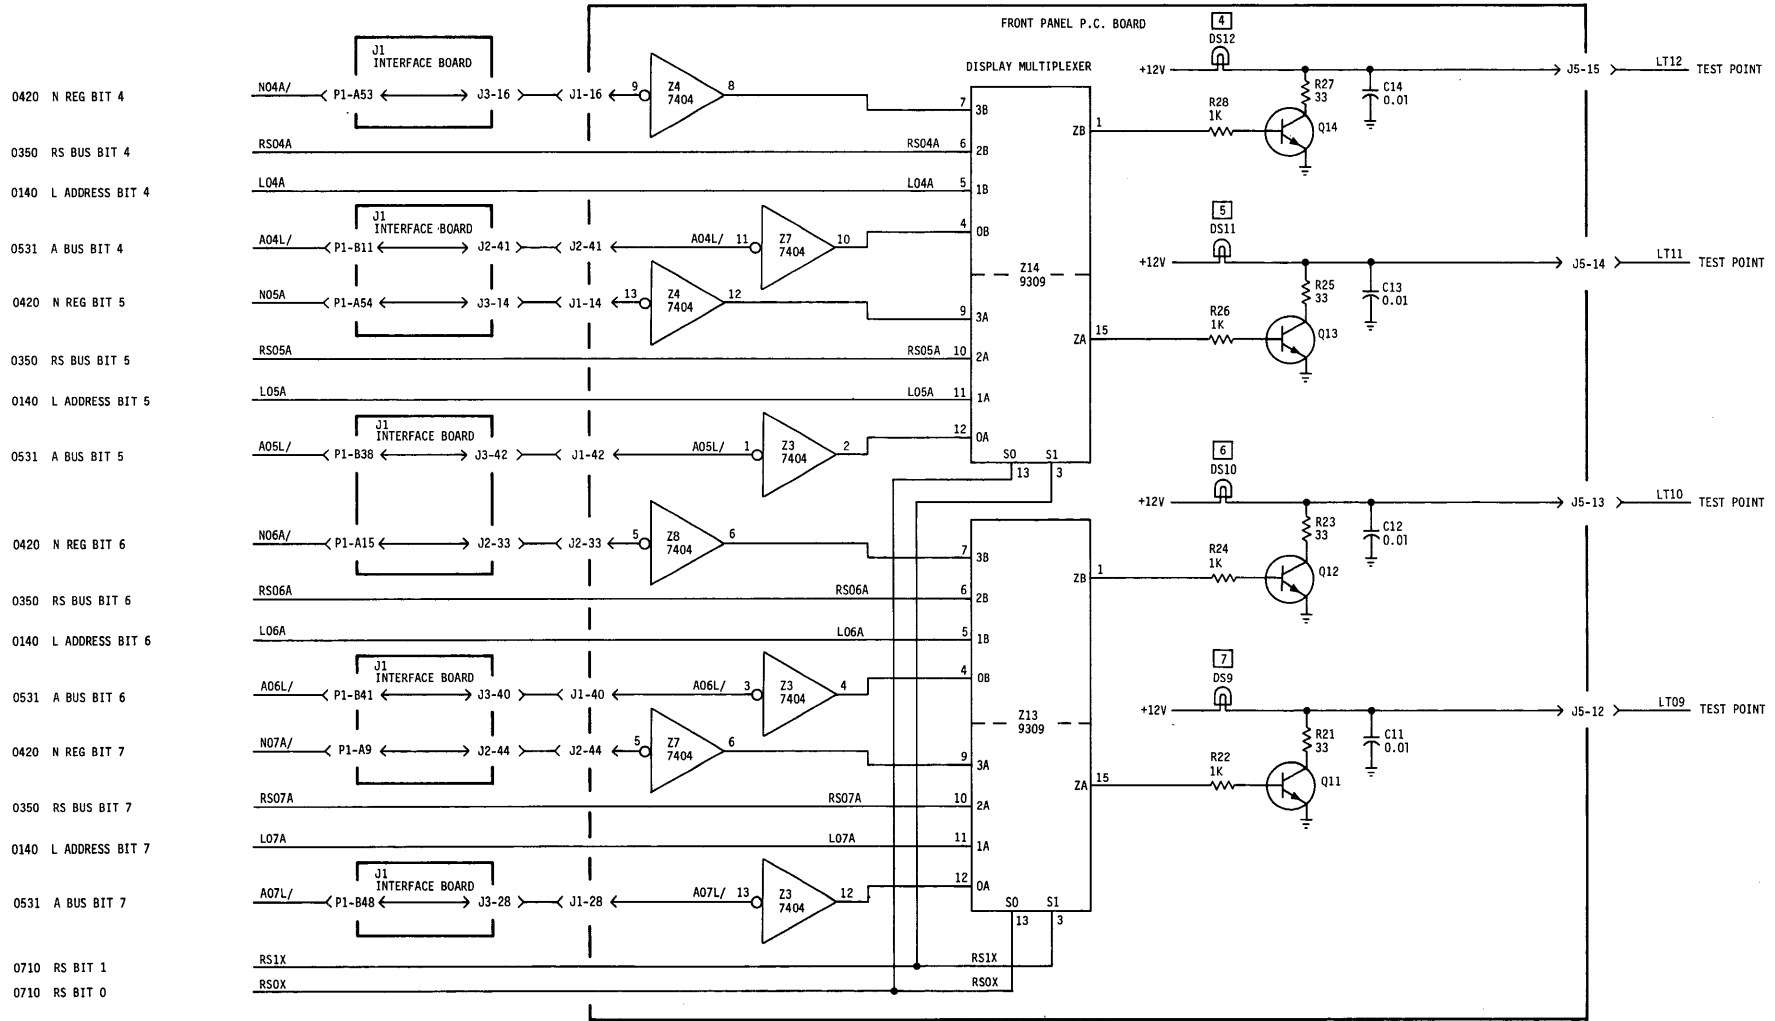 FRONT PANEL P.C. BOARD
4
DS12
J1
INTERFACE BOARD
DISPLAY MULTIPLEXER
+12V
J5-15
LT12
TEST POINT
0420 N REG BIT 4
N04A/
P1-A53
J3-16
J1-16
9
Z4
7404
8
7
3B
R28
1K
R27
33
C14
0.01
Q14
ZB
1
0350 RS BUS BIT 4
RS04A
RS04A
6
2B
0140 L ADDRESS BIT 4
L04A
L04A
5
1B
J1
INTERFACE BOARD
5
DS11
0531 A BUS BIT 4
A04L/
P1-B11
J2-41
J2-41
A04L/
11
Z7
7404
10
4
0B
+12V
J5-14
LT11
TEST POINT
Z14
9309
0420 N REG BIT 5
N05A
P1-A54
J3-14
J1-14
13
Z4
7404
12
9
3A
R26
1K
R25
33
C13
0.01
Q13
ZA
15
0350 RS BUS BIT 5
RS05A
RS05A
10
2A
0140 L ADDRESS BIT 5
L05A
L05A
11
1A
J1
INTERFACE BOARD
0531 A BUS BIT 5
A05L/
P1-B38
J3-42
J1-42
A05L/
1
Z3
7404
2
12
0A
S0
S1
13
3
6
DS10
+12V
J5-13
LT10
TEST POINT
0420 N REG BIT 6
N06A/
P1-A15
J2-33
J2-33
5
Z8
7404
6
7
3B
R24
1K
R23
33
C12
0.01
Q12
ZB
1
0350 RS BUS BIT 6
RS06A
RS06A
6
2B
0140 L ADDRESS BIT 6
L06A
L06A
5
1B
J1
INTERFACE BOARD
7
DS9
0531 A BUS BIT 6
A06L/
P1-B41
J3-40
J1-40
A06L/
3
Z3
7404
4
4
0B
+12V
J5-12
LT09
TEST POINT
Z13
9309
0420 N REG BIT 7
N07A/
P1-A9
J2-44
J2-44
5
Z7
7404
6
9
3A
R22
1K
R21
33
C11
0.01
Q11
ZA
15
0350 RS BUS BIT 7
RS07A
RS07A
10
2A
0140 L ADDRESS BIT 7
L07A
L07A
11
1A
J1
INTERFACE BOARD
0531 A BUS BIT 7
A07L/
P1-B48
J3-28
J1-28
A07L/
13
Z3
7404
12
12
0A
S0
S1
13
3
0710 RS BIT 1
RS1X
RS1X
0710 RS BIT 0
RS0X
RS0X